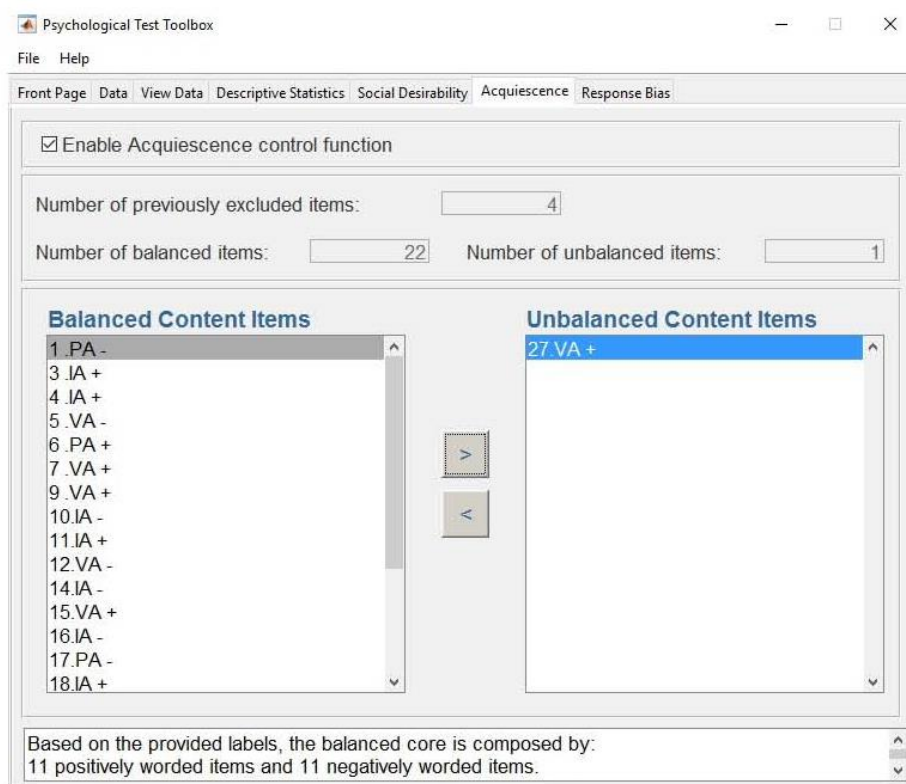 Psychological Test Toolbox
File Help
Front Page Data View Data Descriptive Statistics Social Desirability Acquiescence Response Bias
Enable Acquiescence control function
Number of previously excluded items: 4
Number of balanced items: 22 Number of unbalanced items: 1
Balanced Content Items
1 .PA -
3 .IA +
4 .IA +
5 .VA -
6 .PA +
7 .VA +
9 .VA +
10.IA -
11.IA +
12.VA -
14.IA -
15.VA +
16.IA -
17.PA -
18.IA +
>
<
Unbalanced Content Items
27.VA +
Based on the provided labels, the balanced core is composed by:
11 positively worded items and 11 negatively worded items.